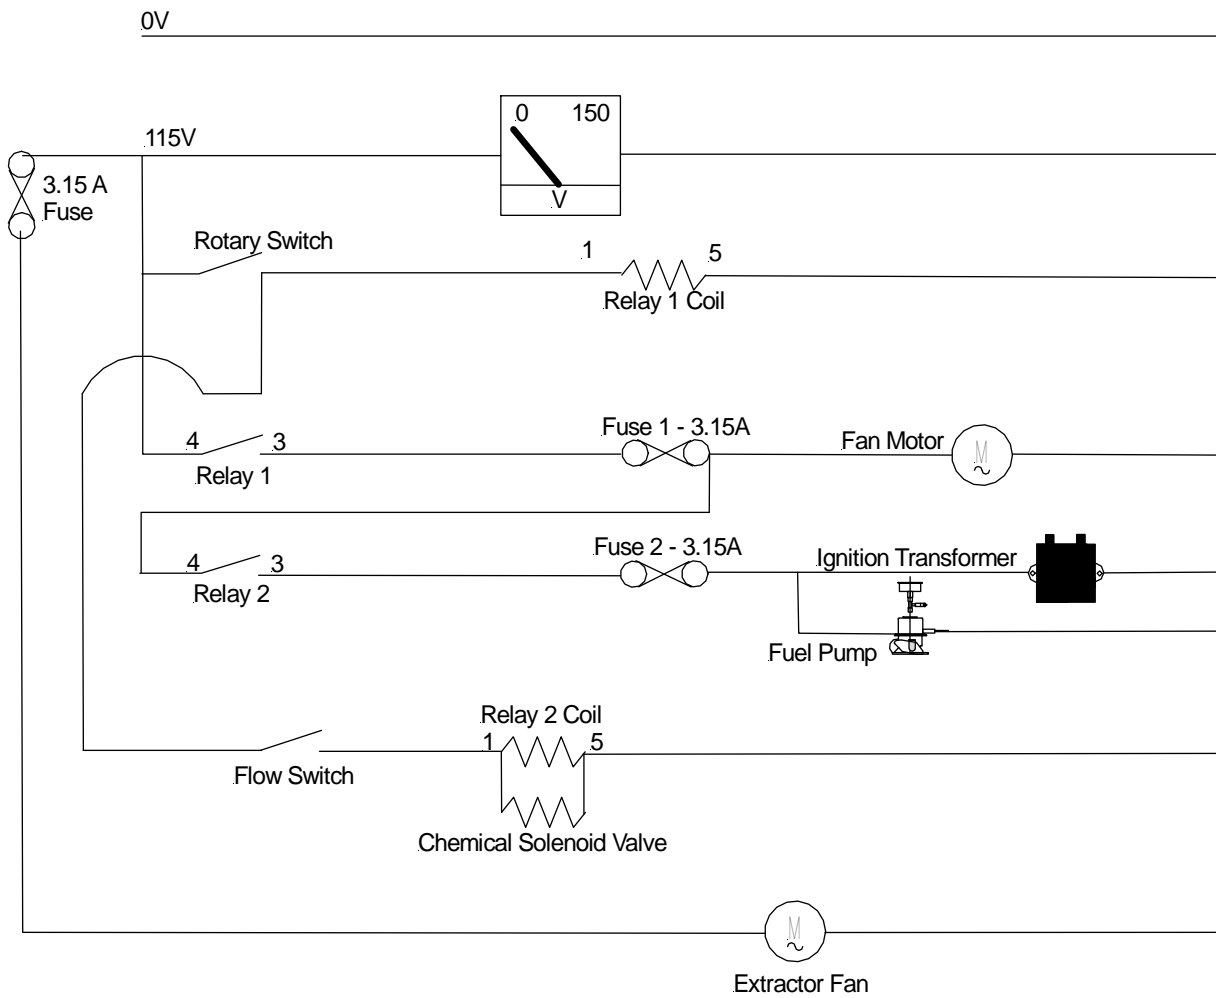 0V
0 150
115V
3.15 A
Fuse
V
Rotary Switch
1 5
Relay 1 Coil
Fuse 1 - 3.15A
4 3
Fan Motor
M
Relay 1
Fuse 2 - 3.15A
4 3
Ignition Transformer
Relay 2
Fuel Pump
Relay 2 Coil
1 5
Flow Switch
Chemical Solenoid Valve
M
Extractor Fan